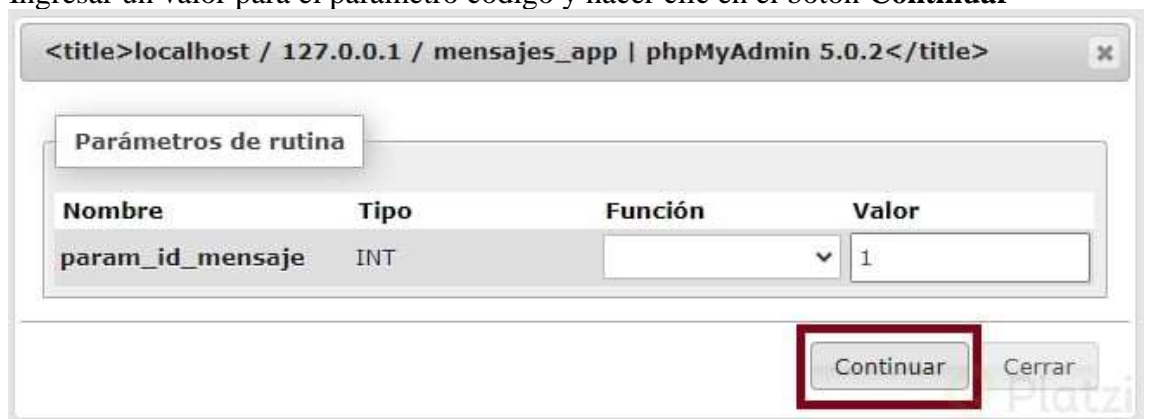 Ingresar un valor para el parámetro código y hacer clic en el botón Continuar
<title>localhost / 127.0.0.1 / mensajes_app | phpMyAdmin 5.0.2</title>
Parámetros de rutina
Nombre Tipo Función Valor
param_id_mensaje INT 1
Continuar Cerrar
Platzi